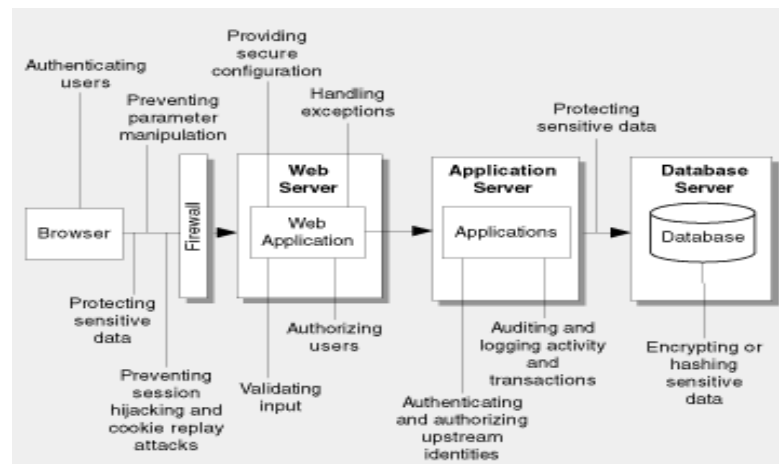 Providing
secure
configuration
Authenticating
users
Handling
exceptions
Preventing
parameter
manipulation
Protecting
sensitive data
Web
Server
Application
Server
Database
Server
Browser
Firewall
Web
Application
Applications
Database
Protecting
sensitive
data
Authorizing
users
Auditing and
logging activity
and
transactions
Encrypting or
hashing
sensitive
data
Preventing
session
hijacking and
cookie replay
attacks
Validating
input
Authenticating
and authorizing
upstream
identities